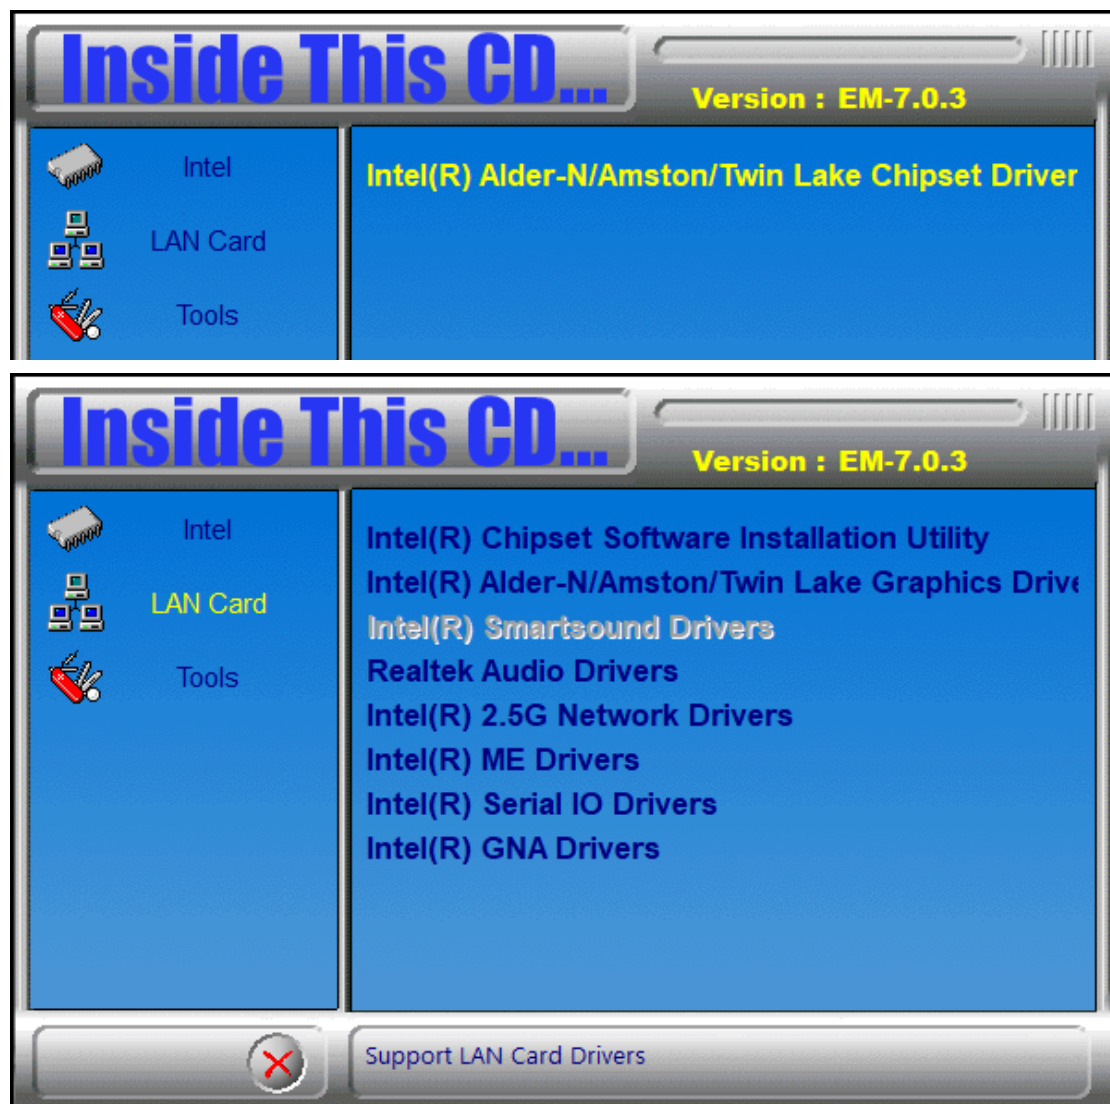 Inside This CD...
Version : EM-7.0.3
Intel
LAN Card
Tools
Intel(R) Alder-N/Amston/Twin Lake Chipset Driver
Inside This CD...
Version : EM-7.0.3
Intel
LAN Card
Tools
Intel(R) Chipset Software Installation Utility
Intel(R) Alder-N/Amston/Twin Lake Graphics Drive
Intel(R) Smartsound Drivers
Realtek Audio Drivers
Intel(R) 2.5G Network Drivers
Intel(R) ME Drivers
Intel(R) Serial IO Drivers
Intel(R) GNA Drivers
Support LAN Card Drivers